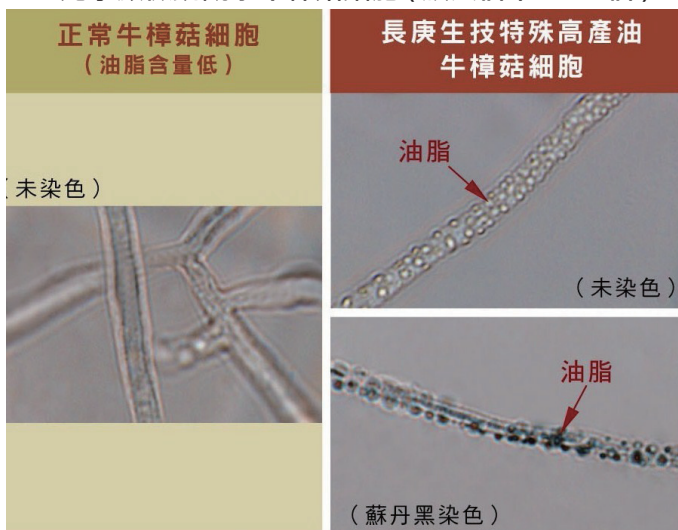 正常牛樟菇細胞
（油脂含量低）
（未染色）
長庚生技特殊高產油
牛樟菇細胞
油脂
（未染色）
油脂
（蘇丹黑染色）